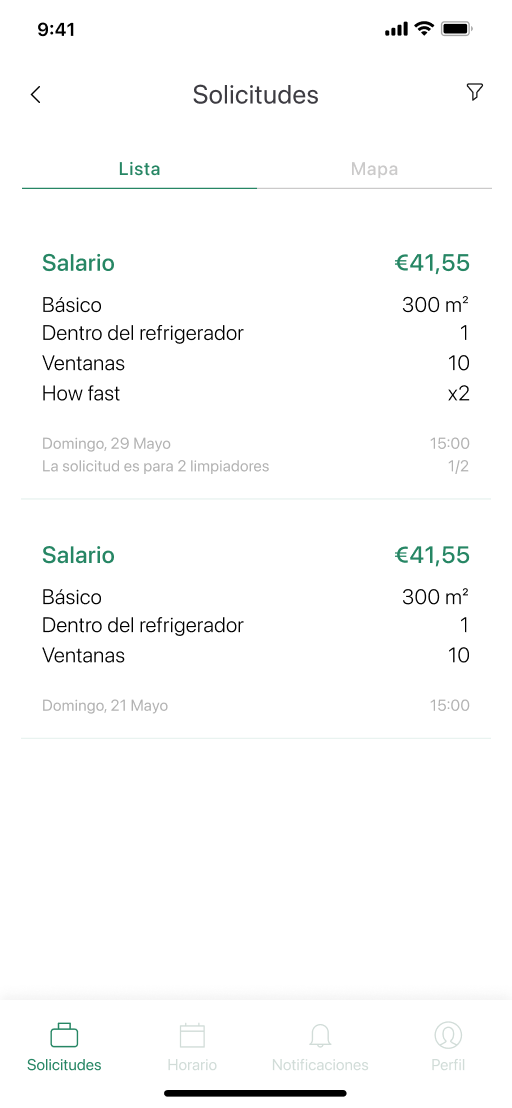 9:41
Solicitudes
Lista Mapa
Salario €41,55
Básico 300 m²
Dentro del refrigerador 1
Ventanas 10
How fast x2
Domingo, 29 Mayo 15:00
La solicitud es para 2 limpiadores 1/2
Salario €41,55
Básico 300 m²
Dentro del refrigerador 1
Ventanas 10
Domingo, 21 Mayo 15:00
Solicitudes Horario Notificaciones Perfil